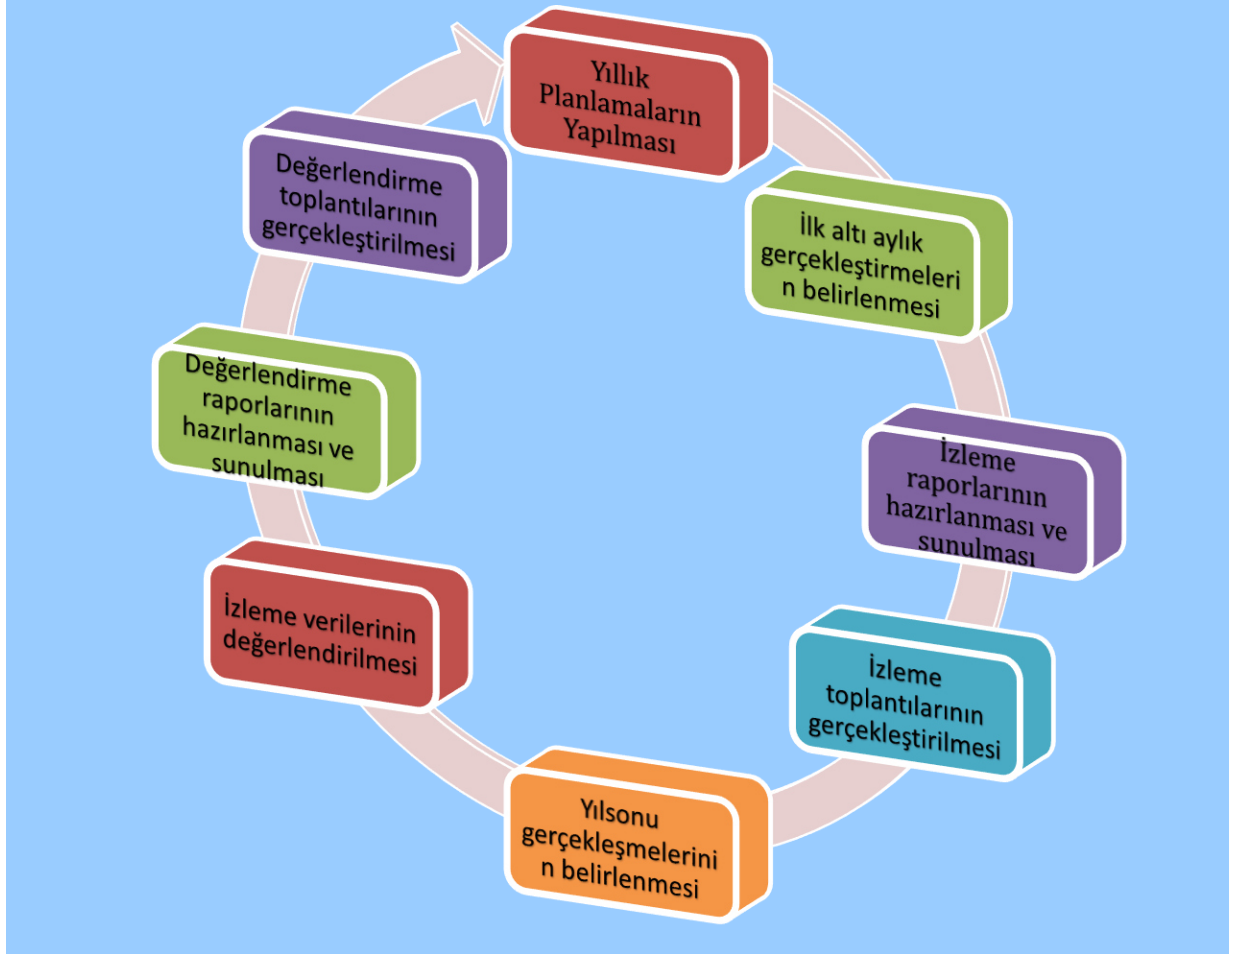 Yıllık
Planlamaların
Yapılması
İlk altı aylık
gerçekleştirmeleri
n belirlenmesi
İzleme
raporlarının
hazırlanması ve
sunulması
İzleme
toplantılarının
gerçekleştirilmesi
Yılsonu
gerçekleşmelerini
n belirlenmesi
İzleme verilerinin
değerlendirilmesi
Değerlendirme
raporlarının
hazırlanması ve
sunulması
Değerlendirme
toplantılarının
gerçekleştirilmesi